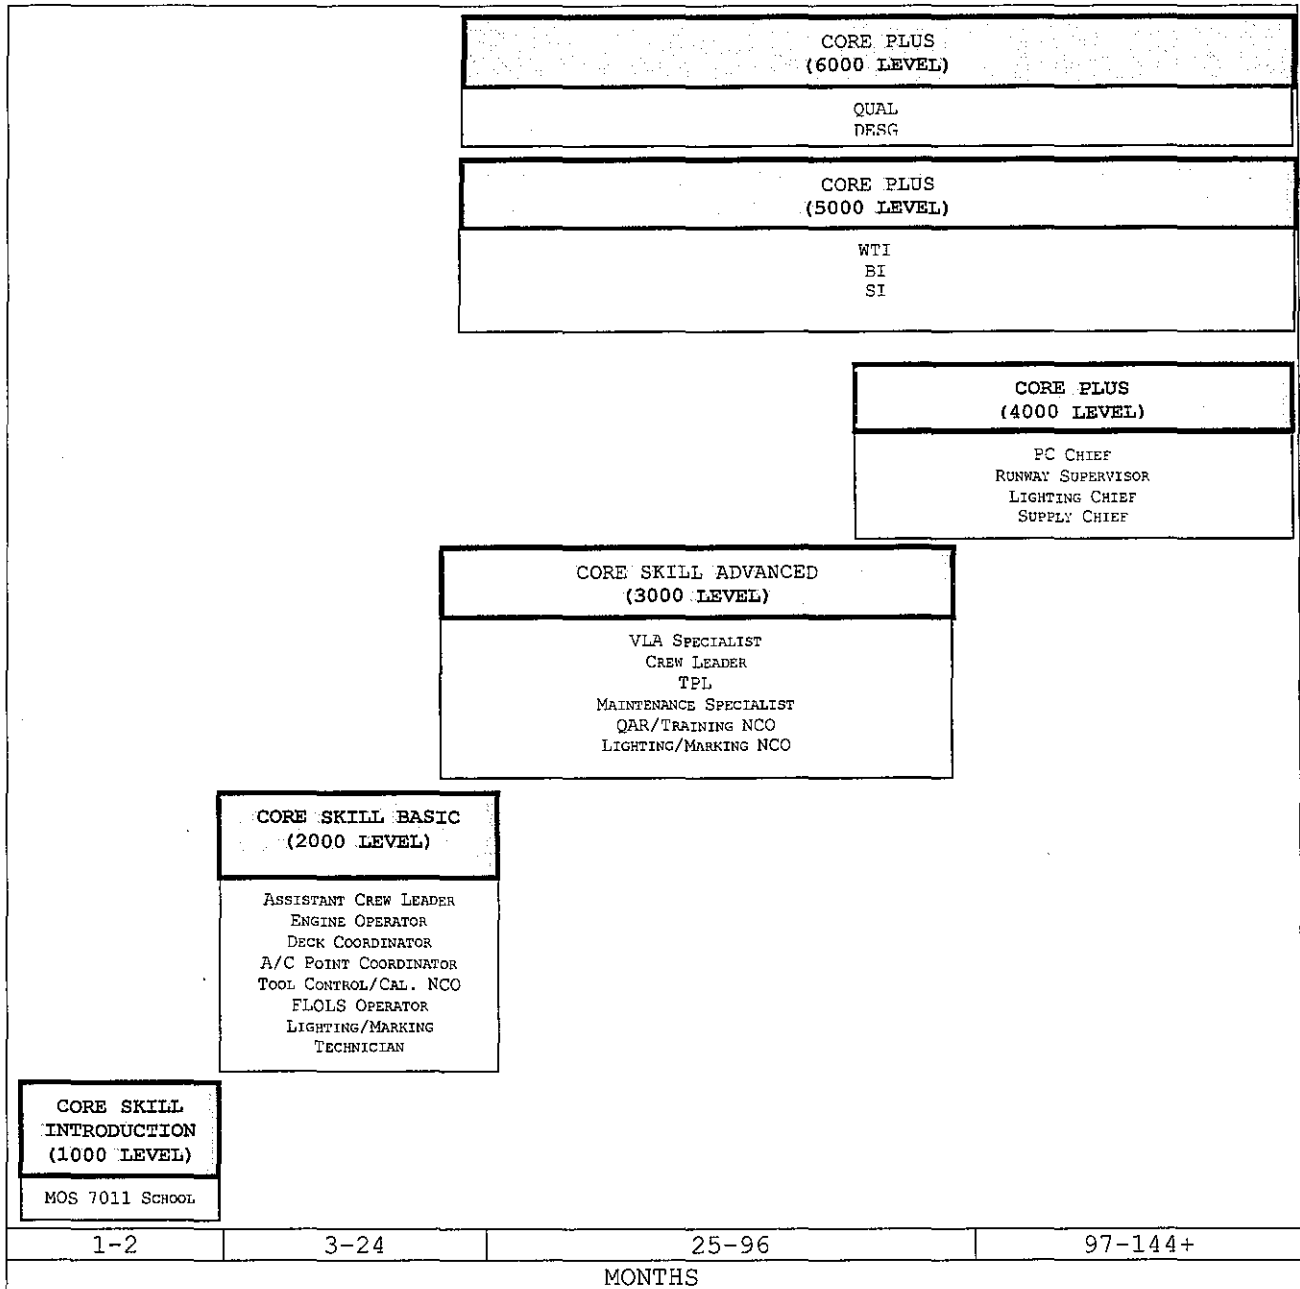 CORE PLUS
(6000 LEVEL)
QUAL
DESG
CORE PLUS
(5000 LEVEL)
WTI
BI
SI
CORE PLUS
(4000 LEVEL)
PC CHIEF
RUNWAY SUPERVISOR
LIGHTING CHIEF
SUPPLY CHIEF
CORE SKILL ADVANCED
(3000 LEVEL)
VLA SPECIALIST
CREW LEADER
TPL
MAINTENANCE SPECIALIST
QAR/TRAINING NCO
LIGHTING/MARKING NCO
CORE SKILL BASIC
(2000 LEVEL)
ASSISTANT CREW LEADER
ENGINE OPERATOR
DECK COORDINATOR
A/C POINT COORDINATOR
TOOL CONTROL/CAL. NCO
FLOLS OPERATOR
LIGHTING/MARKING
TECHNICIAN
CORE SKILL
INTRODUCTION
(1000 LEVEL)
MOS 7011 SCHOOL
1-2 3-24 25-96 97-144+
MONTHS